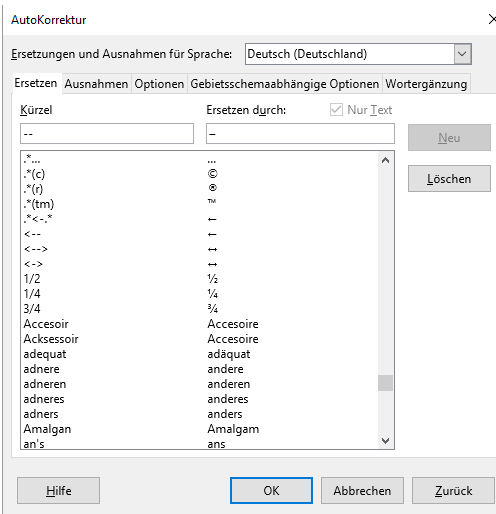 AutoKorrektur
Ersetzungen und Ausnahmen für Sprache: Deutsch (Deutschland)
Ersetzen Ausnahmen Optionen Gebietsschemaabhängige Optionen Wortergänzung
Kürzel Ersetzen durch: Nur Text
-- – Neu
.*... …
Löschen
.*(c) ©
.*(r) ®
.*(tm) ™
.*<-.* ←
<-- ←
<--> ↔
<-> ↔
1/2 ½
1/4 ¼
3/4 ¾
Accesoir Accesoire
Acksessoir Accesoire
adequat adäquat
adnere andere
adneren anderen
adneres anderes
adners anders
Amalgan Amalgam
an's ans
Hilfe OK Abbrechen Zurück